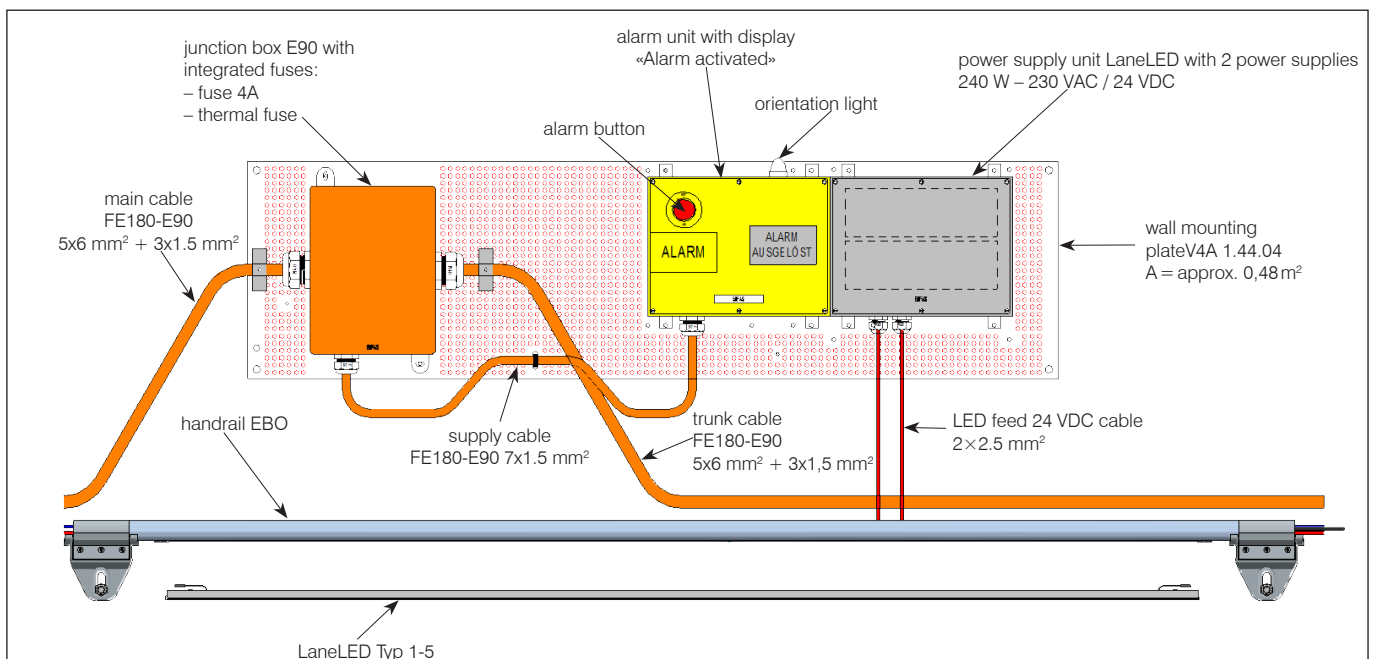 junction box E90 with
integrated fuses:
– fuse 4A
– thermal fuse
alarm unit with display
«Alarm activated»
power supply unit LaneLED with 2 power supplies
240 W – 230 VAC / 24 VDC
orientation light
alarm button
main cable
FE180-E90
5x6 mm² + 3x1.5 mm²
wall mounting
plateV4A 1.44.04
A = approx. 0,48 m²
ALARM
ALARM
AUSGELÖST
handrail EBO
supply cable
FE180-E90 7x1.5 mm²
trunk cable
FE180-E90
5x6 mm² + 3x1,5 mm²
LED feed 24 VDC cable
2×2.5 mm²
LaneLED Typ 1-5